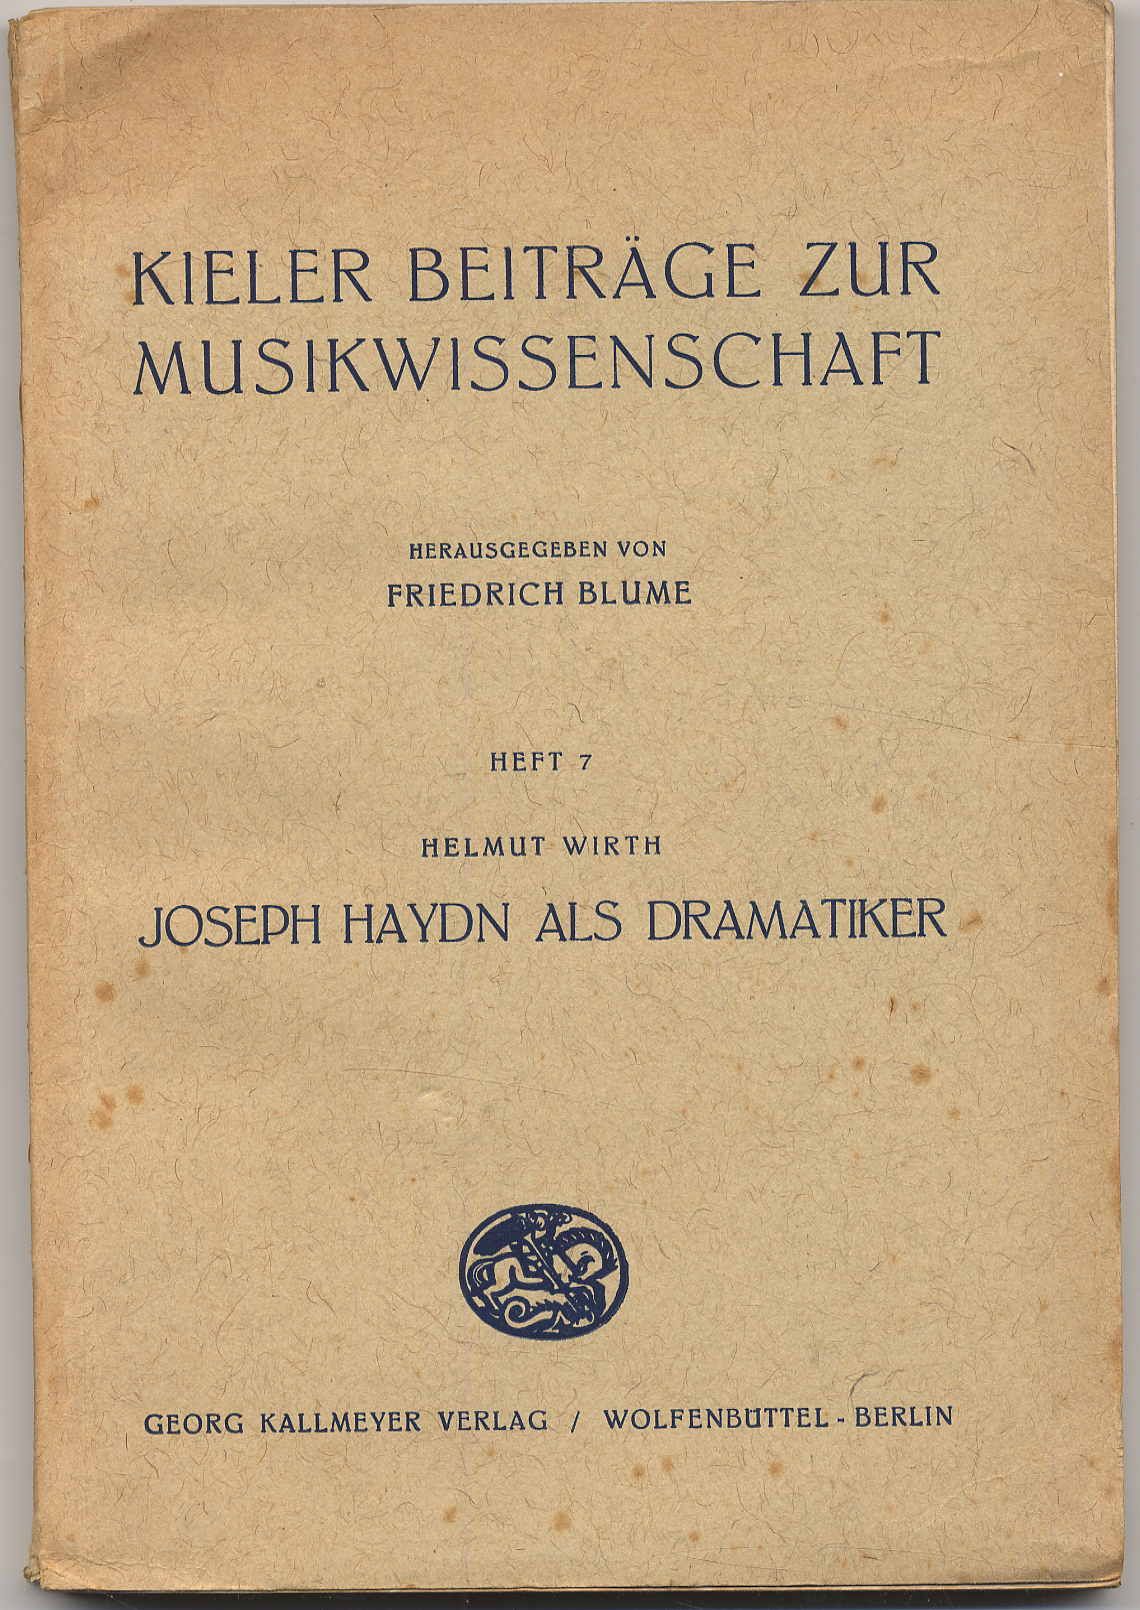 KIELER BEITRÄGE ZUR
MUSIKWISSENSCHAFT
HERAUSGEGEBEN VON
FRIEDRICH BLUME
HEFT 7
HELMUT WIRTH
JOSEPH HAYDN ALS DRAMATIKER
GEORG KALLMEYER VERLAG / WOLFENBÜTTEL - BERLIN